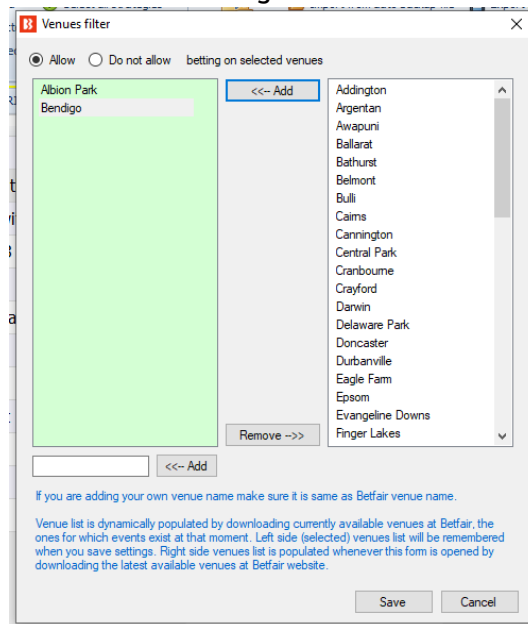 Venues filter
Allow Do not allow betting on selected venues
Albion Park
Bendigo
<<-- Add
Addington
Argentan
Awapuni
Ballarat
Bathurst
Belmont
Bulli
Cairns
Cannington
Central Park
Cranbourne
Crayford
Darwin
Delaware Park
Doncaster
Durbanville
Eagle Farm
Epsom
Evangeline Downs
Finger Lakes
Remove -->>
<<-- Add
If you are adding your own venue name make sure it is same as Betfair venue name.
Venue list is dynamically populated by downloading currently available venues at Betfair, the
ones for which events exist at that moment. Left side (selected) venues list will be remembered
when you save settings. Right side venues list is populated whenever this form is opened by
downloading the latest available venues at Betfair website.
Save Cancel